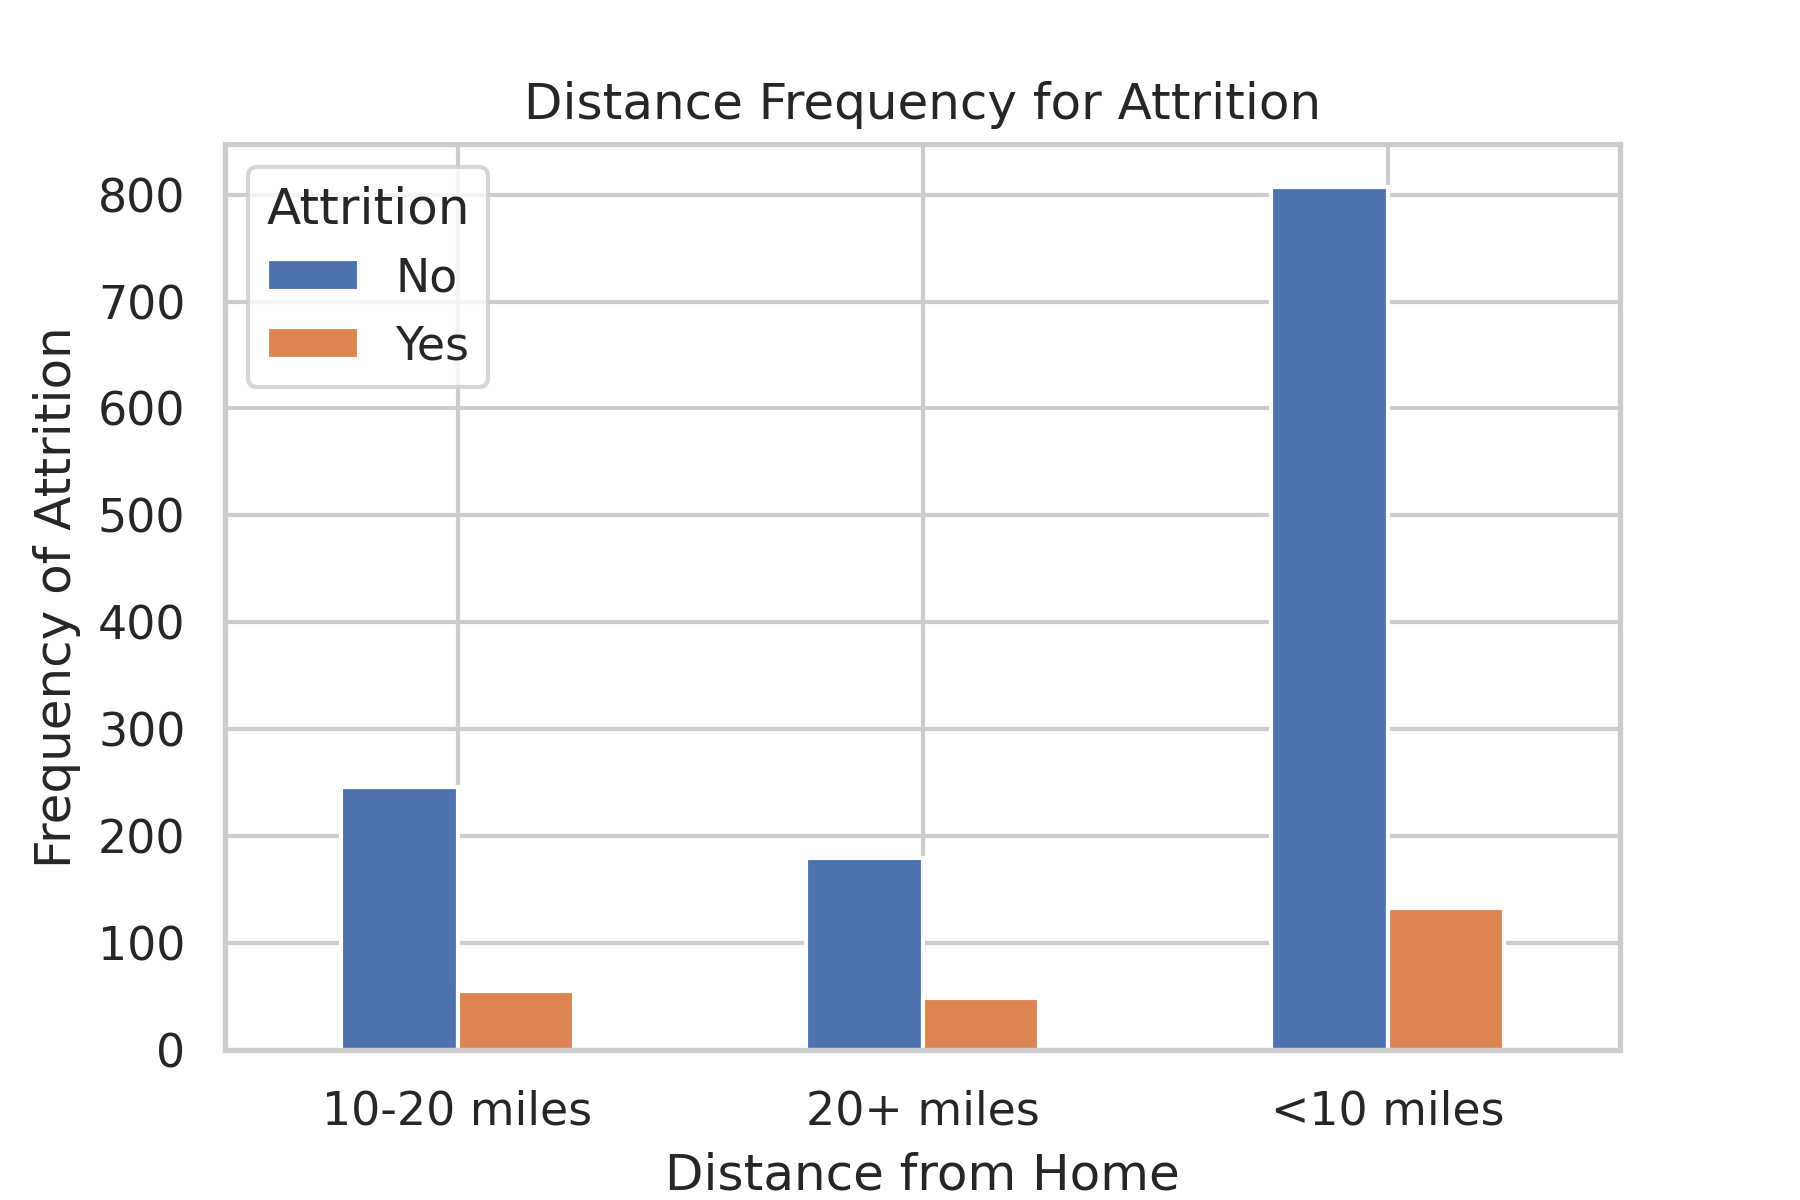 Distance Frequency for Attrition
Attrition
No
Yes
800
700
600
500
400
300
200
100
0
Frequency of Attrition
10-20 miles
20+ miles
<10 miles
Distance from Home